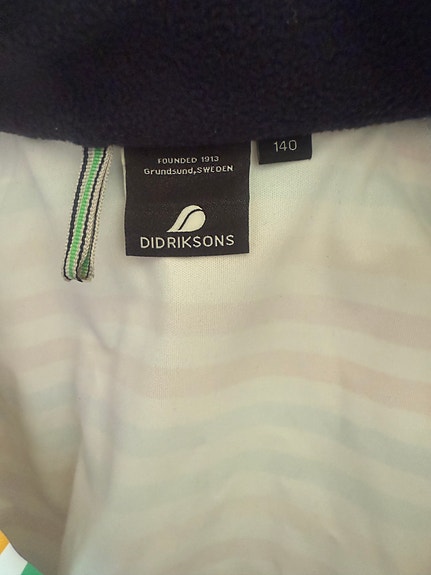 FOUNDED 1913
Grundsund,SWEDEN
DIDRIKSONS
140